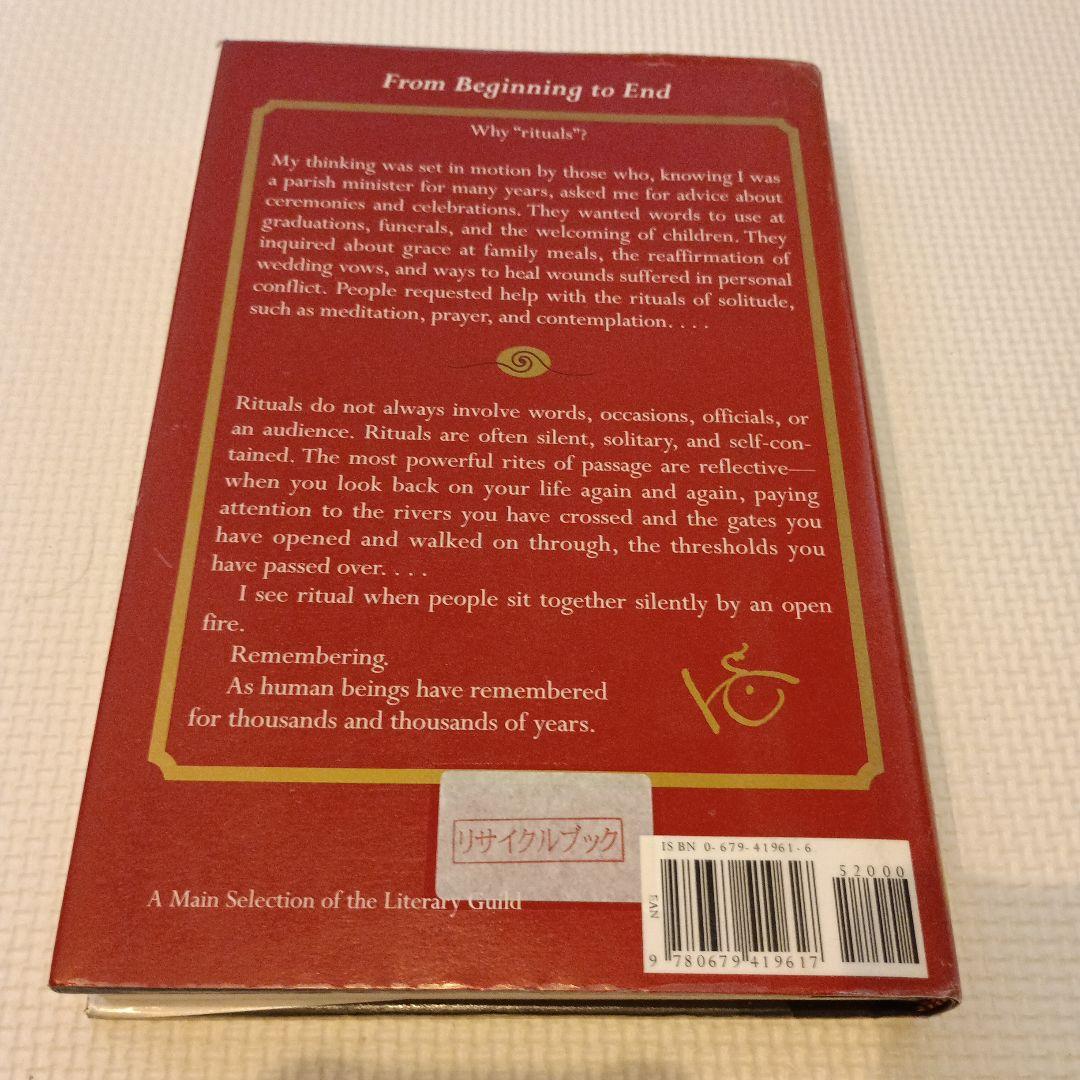 From Beginning to End
Why "rituals"?
My thinking was set in motion by those who, knowing I was
a parish minister for many years, asked me for advice about
ceremonies and celebrations. They wanted words to use at
graduations, funerals, and the welcoming of children. They
inquired about grace at family meals, the reaffirmation of
wedding vows, and ways to heal wounds suffered in personal
conflict. People requested help with the rituals of solitude,
such as meditation, prayer, and contemplation. . . .
Rituals do not always involve words, occasions, officials, or
an audience. Rituals are often silent, solitary, and self-con-
tained. The most powerful rites of passage are reflective—
when you look back on your life again and again, paying
attention to the rivers you have crossed and the gates you
have opened and walked on through, the thresholds you
have passed over. . . .
I see ritual when people sit together silently by an open
fire.
Remembering.
As human beings have remembered
for thousands and thousands of years.
リサイクルブック
A Main Selection of the Literary Guild
ISBN 0-679-41961-6
52000
EAN
9 780679 419617